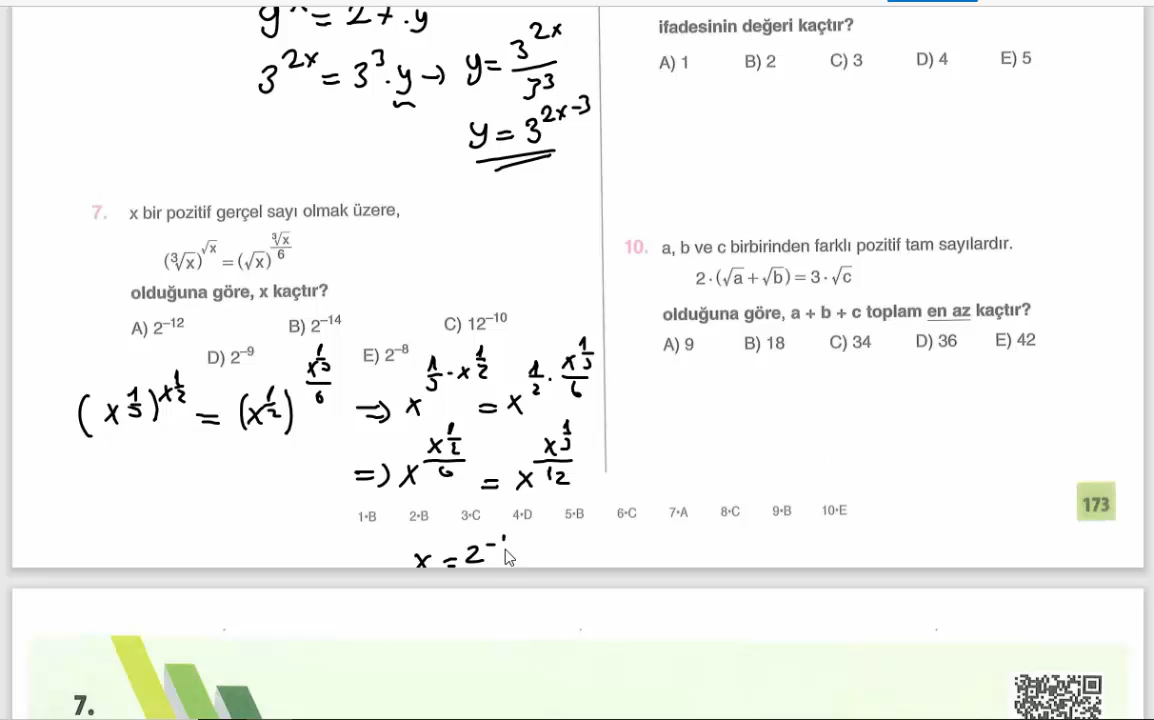 y^x = 27.y
3^{2x} = 3^3.y → y = 3^{2x}/3^3
y = 3^{2x-3}
7. x bir pozitif gerçel sayı olmak üzere,
(∛x)^{√x} = (√x)^{∛x/6}
olduğuna göre, x kaçtır?
A) 2^{-12} B) 2^{-14} C) 12^{-10}
D) 2^{-9} E) 2^{-8}
(x^{1/3})^{x^{1/2}} = (x^{1/2})^{x^{1/3}/6} ⇒ x^{1/3 · x^{1/2}} = x^{1/2 · x^{1/3}/6}
⇒ x^{x^{1/2}/6} = x^{x^{1/3}/12}
x = 2^-
ifadesinin değeri kaçtır?
A) 1 B) 2 C) 3 D) 4 E) 5
10. a, b ve c birbirinden farklı pozitif tam sayılardır.
2·(√a+√b)=3·√c
olduğuna göre, a + b + c toplam en az kaçtır?
A) 9 B) 18 C) 34 D) 36 E) 42
1•B 2•B 3•C 4•D 5•B 6•C 7•A 8•C 9•B 10•E
173
7.